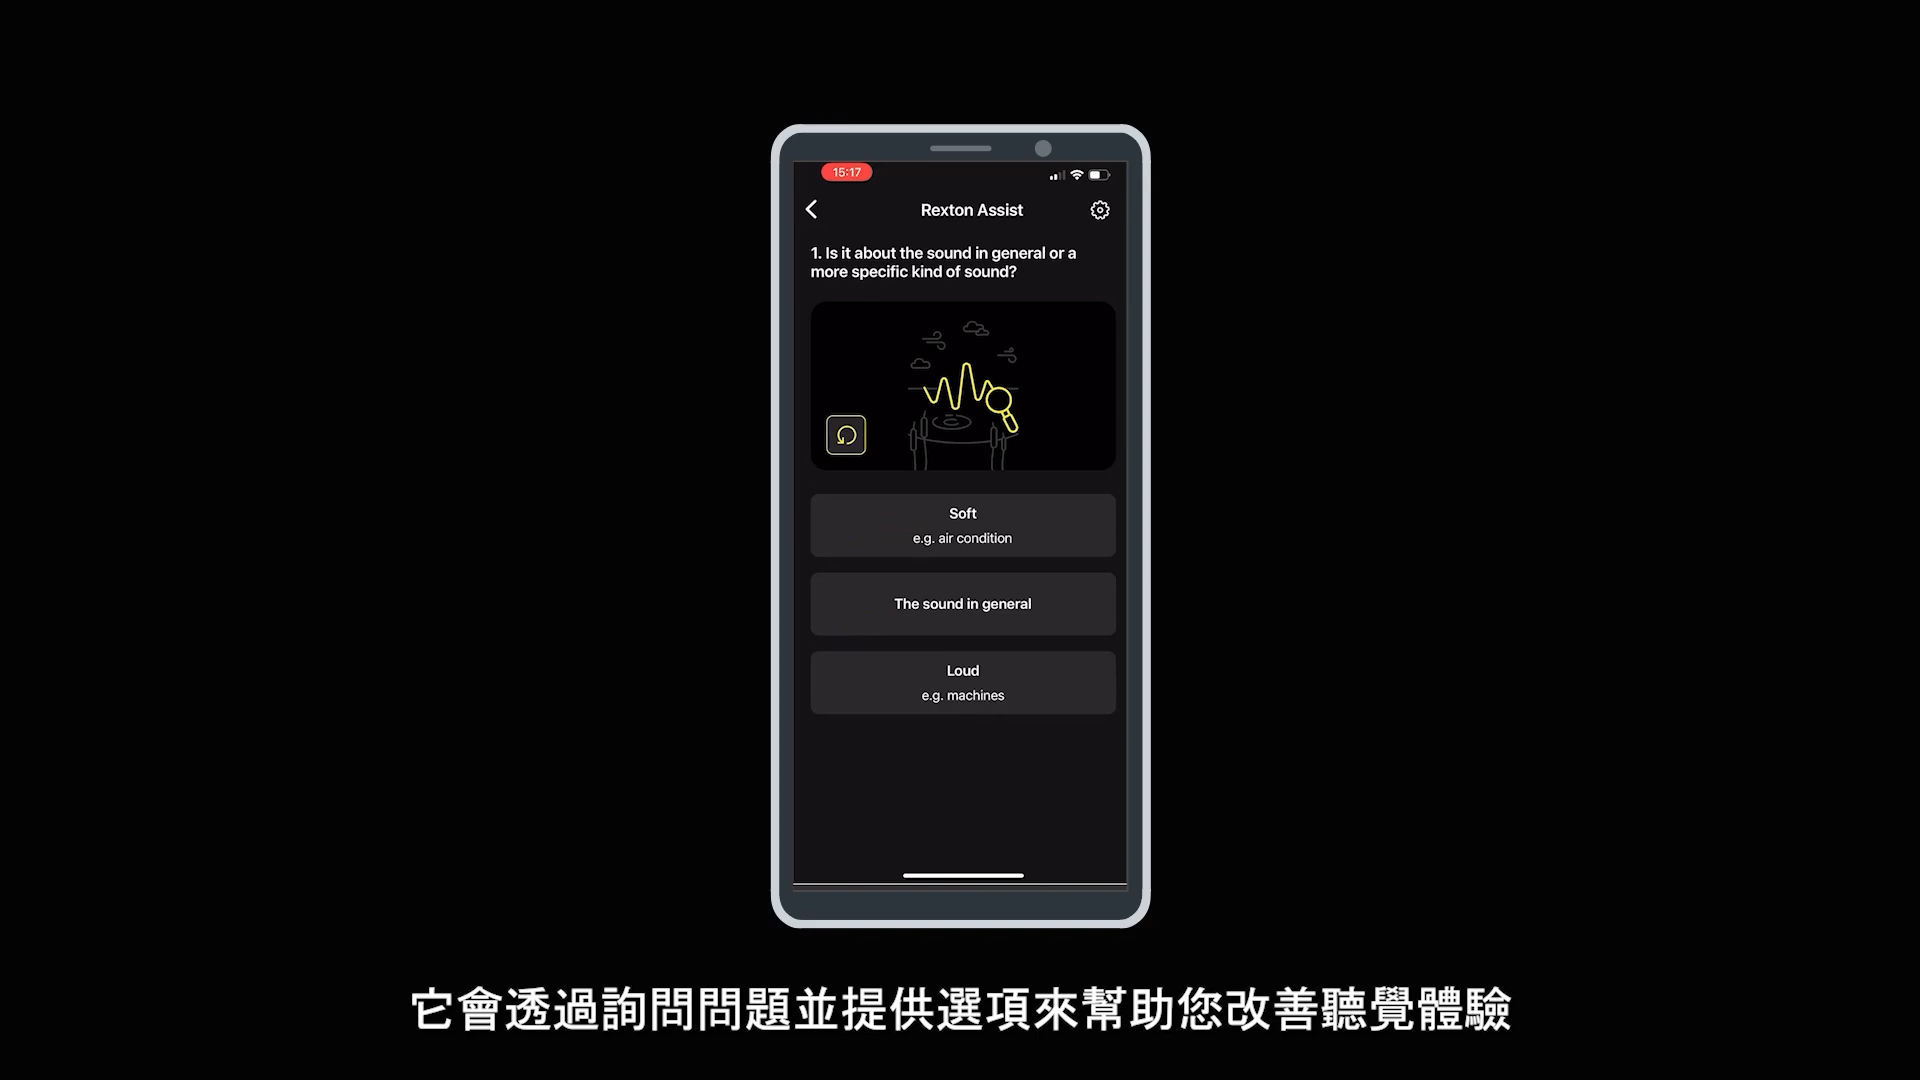 15:17
Rexton Assist
1. Is it about the sound in general or a
more specific kind of sound?
Soft
e.g. air condition
The sound in general
Loud
e.g. machines
它會透過詢問問題並提供選項來幫助您改善聽覺體驗